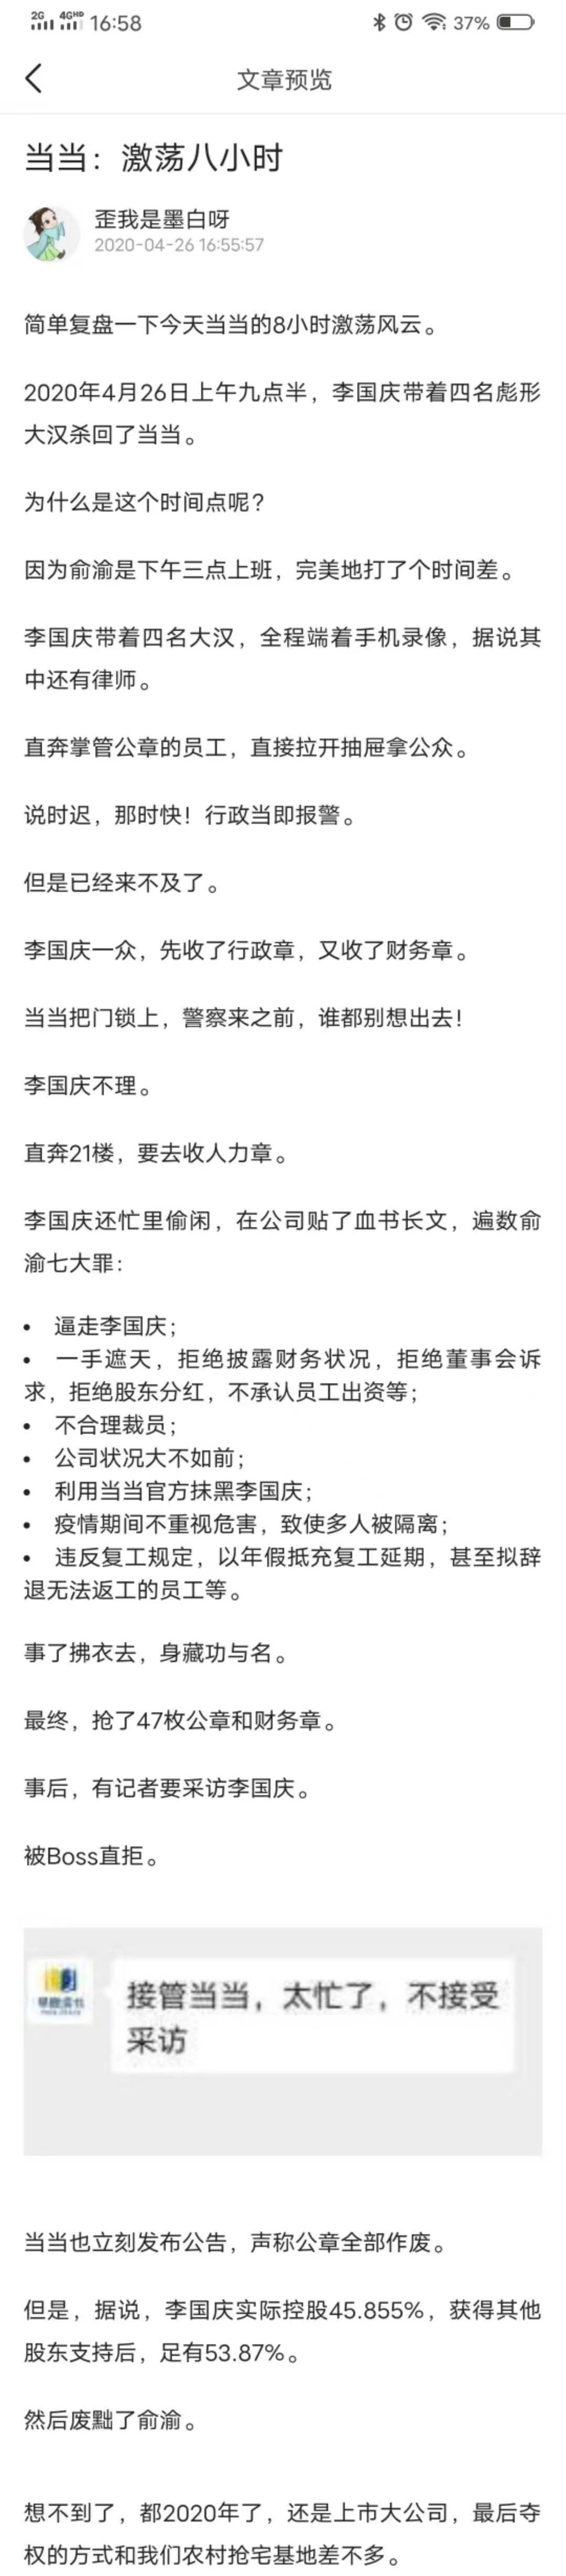 2G 4GHD 16:58 37%
文章预览
当当：激荡八小时
歪我是墨白呀
2020-04-26 16:55:57
简单复盘一下今天当当的8小时激荡风云。
2020年4月26日上午九点半，李国庆带着四名彪形
大汉杀回了当当。
为什么是这个时间点呢？
因为俞渝是下午三点上班，完美地打了个时间差。
李国庆带着四名大汉，全程端着手机录像，据说其
中还有律师。
直奔掌管公章的员工，直接拉开抽屉拿公众。
说时迟，那时快！行政当即报警。
但是已经来不及了。
李国庆一众，先收了行政章，又收了财务章。
当当把门锁上，警察来之前，谁都别想出去！
李国庆不理。
直奔21楼，要去收人力章。
李国庆还忙里偷闲，在公司贴了血书长文，遍数俞
渝七大罪：
• 逼走李国庆；
• 一手遮天，拒绝披露财务状况，拒绝董事会诉
求，拒绝股东分红，不承认员工出资等；
• 不合理裁员；
• 公司状况大不如前；
• 利用当当官方抹黑李国庆；
• 疫情期间不重视危害，致使多人被隔离；
• 违反复工规定，以年假抵充复工延期，甚至拟辞
退无法返工的员工等。
事了拂衣去，身藏功与名。
最终，抢了47枚公章和财务章。
事后，有记者要采访李国庆。
被Boss直拒。
早晚读书
接管当当，太忙了，不接受
采访
当当也立刻发布公告，声称公章全部作废。
但是，据说，李国庆实际控股45.855%，获得其他
股东支持后，足有53.87%。
然后废黜了俞渝。
想不到了，都2020年了，还是上市大公司，最后夺
权的方式和我们农村抢宅基地差不多。